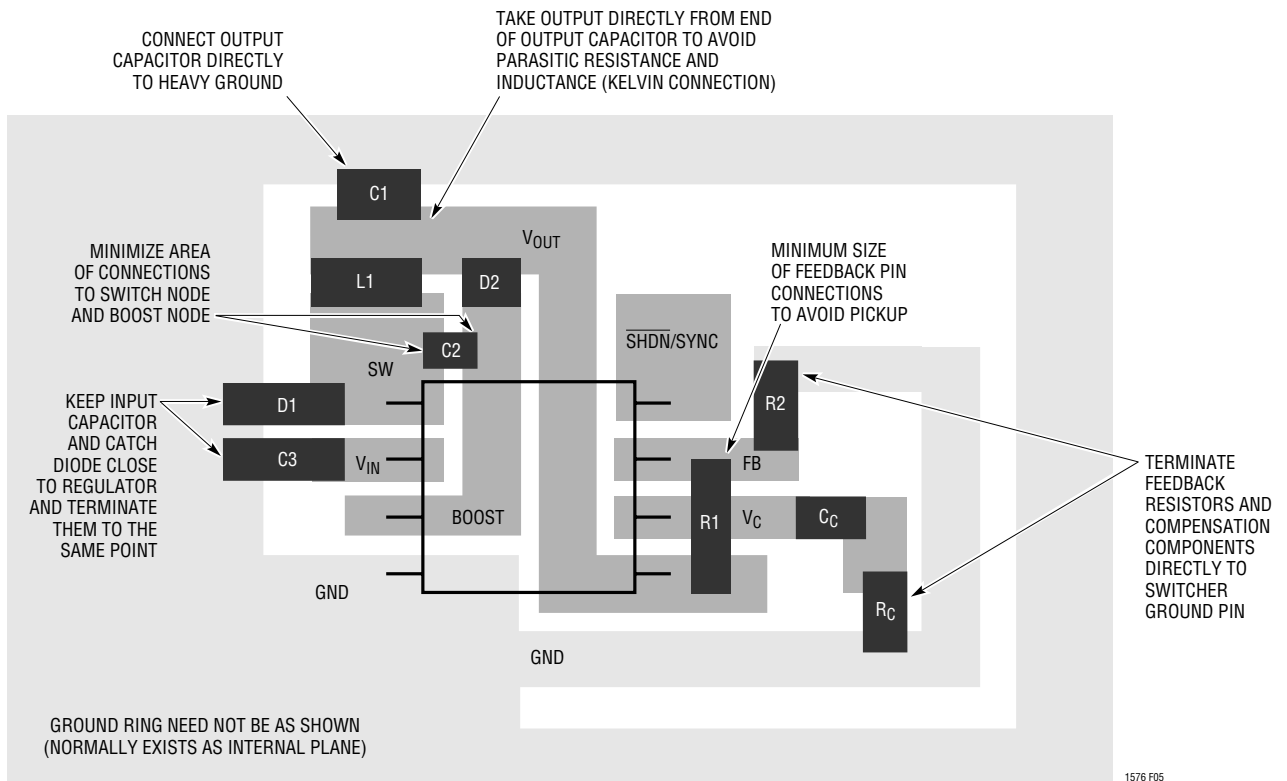 CONNECT OUTPUT
CAPACITOR DIRECTLY
TO HEAVY GROUND
TAKE OUTPUT DIRECTLY FROM END
OF OUTPUT CAPACITOR TO AVOID
PARASITIC RESISTANCE AND
INDUCTANCE (KELVIN CONNECTION)
C1
VOUT
MINIMIZE AREA
OF CONNECTIONS
TO SWITCH NODE
AND BOOST NODE
L1
D2
C2
SW
SHDN/SYNC
MINIMUM SIZE
OF FEEDBACK PIN
CONNECTIONS
TO AVOID PICKUP
KEEP INPUT
CAPACITOR
AND CATCH
DIODE CLOSE
TO REGULATOR
AND TERMINATE
THEM TO THE
SAME POINT
D1
C3
VIN
BOOST
GND
R2
FB
R1
VC
CC
RC
GND
TERMINATE
FEEDBACK
RESISTORS AND
COMPENSATION
COMPONENTS
DIRECTLY TO
SWITCHER
GROUND PIN
GROUND RING NEED NOT BE AS SHOWN
(NORMALLY EXISTS AS INTERNAL PLANE)
1576 F05